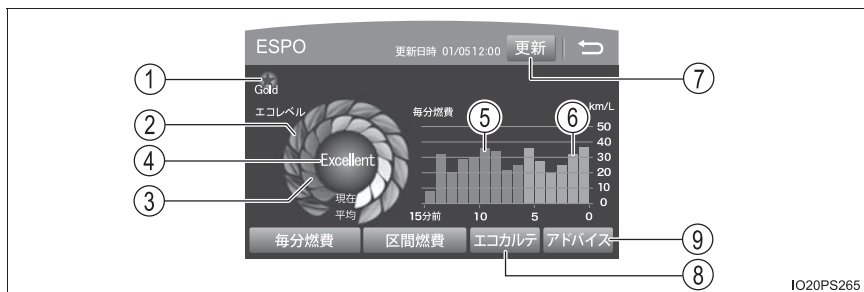 ESPO 更新日時 01/05 12:00 更新
① Gold ⑦
エコレベル 毎分燃費 km/L
② ⑤ ⑥ 50
40
④ Excellent 30
20
③ 現在 10
平均 0
15分前 10 5 0
毎分燃費 区間燃費 エコカルテ アドバイス ⑨
⑧
IO20PS265